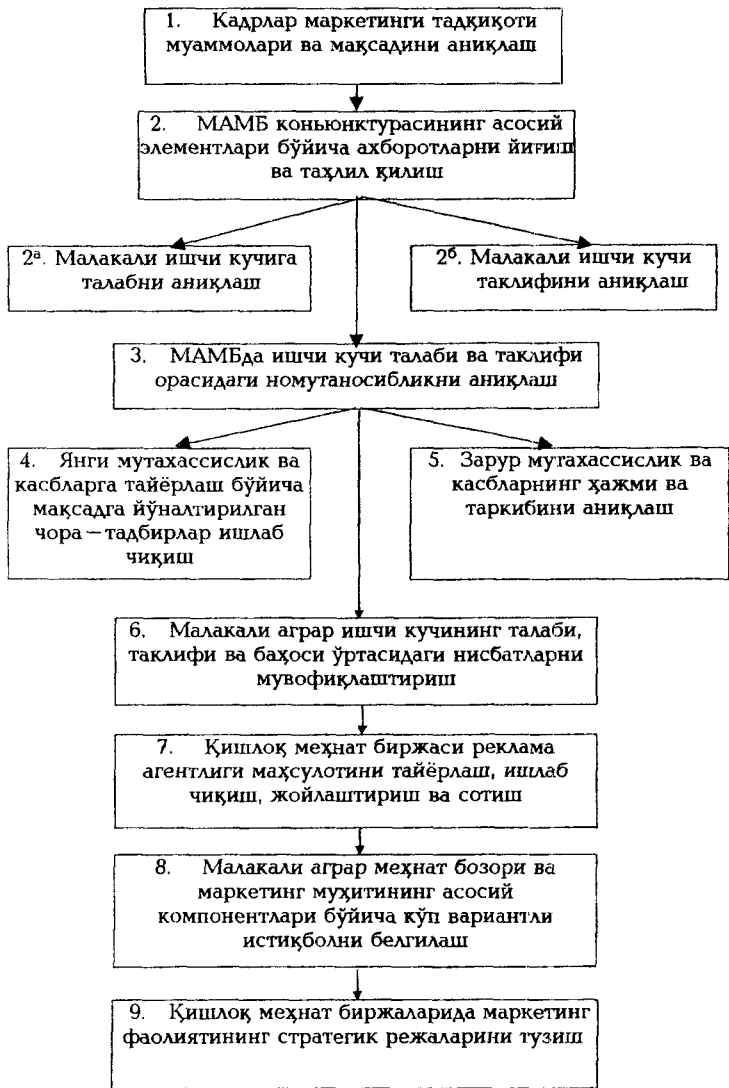 1. Кадрлар маркетинги тадқиқоти
муаммолари ва мақсадини аниқлаш
2. МАМБ коньюнктурасининг асосий
элементлари бўйича ахборотларни йиғиш
ва таҳлил қилиш
2ᵃ. Малакали ишчи кучига
талабни аниқлаш
2ᵇ. Малакали ишчи кучи
таклифини аниқлаш
3. МАМБда ишчи кучи талаби ва таклифи
орасидаги номутаносибликни аниқлаш
4. Янги мутахассислик ва
касбларга тайёрлаш бўйича
мақсадга йўналтирилган
чора—тадбирлар ишлаб
чиқиш
5. Зарур мутахассислик ва
касбларнинг ҳажми ва
таркибини аниқлаш
6. Малакали аграр ишчи кучининг талаби,
таклифи ва баҳоси ўртасидаги нисбатларни
мувофиқлаштириш
7. Қишлоқ меҳнат биржаси реклама
агентлиги маҳсулотини тайёрлаш, ишлаб
чиқиш, жойлаштириш ва сотиш
8. Малакали аграр меҳнат бозори ва
маркетинг муҳитининг асосий
компонентлари бўйича кўп вариантли
истиқболни белгилаш
9. Қишлоқ меҳнат биржаларида маркетинг
фаолиятининг стратегик режаларини тузиш